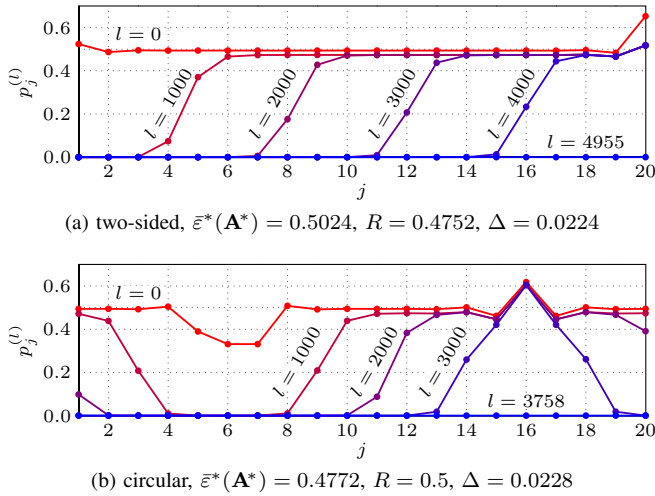 0.6
0.4
0.2
0.0
p_j^{(l)}
l = 0
l = 1000
l = 2000
l = 3000
l = 4000
l = 4955
2 4 6 8 10 12 14 16 18 20
j
(a) two-sided, ε̄*(A*) = 0.5024, R = 0.4752, Δ = 0.0224
0.6
0.4
0.2
0.0
p_j^{(l)}
l = 0
l = 1000
l = 2000
l = 3000
l = 3758
2 4 6 8 10 12 14 16 18 20
j
(b) circular, ε̄*(A*) = 0.4772, R = 0.5, Δ = 0.0228